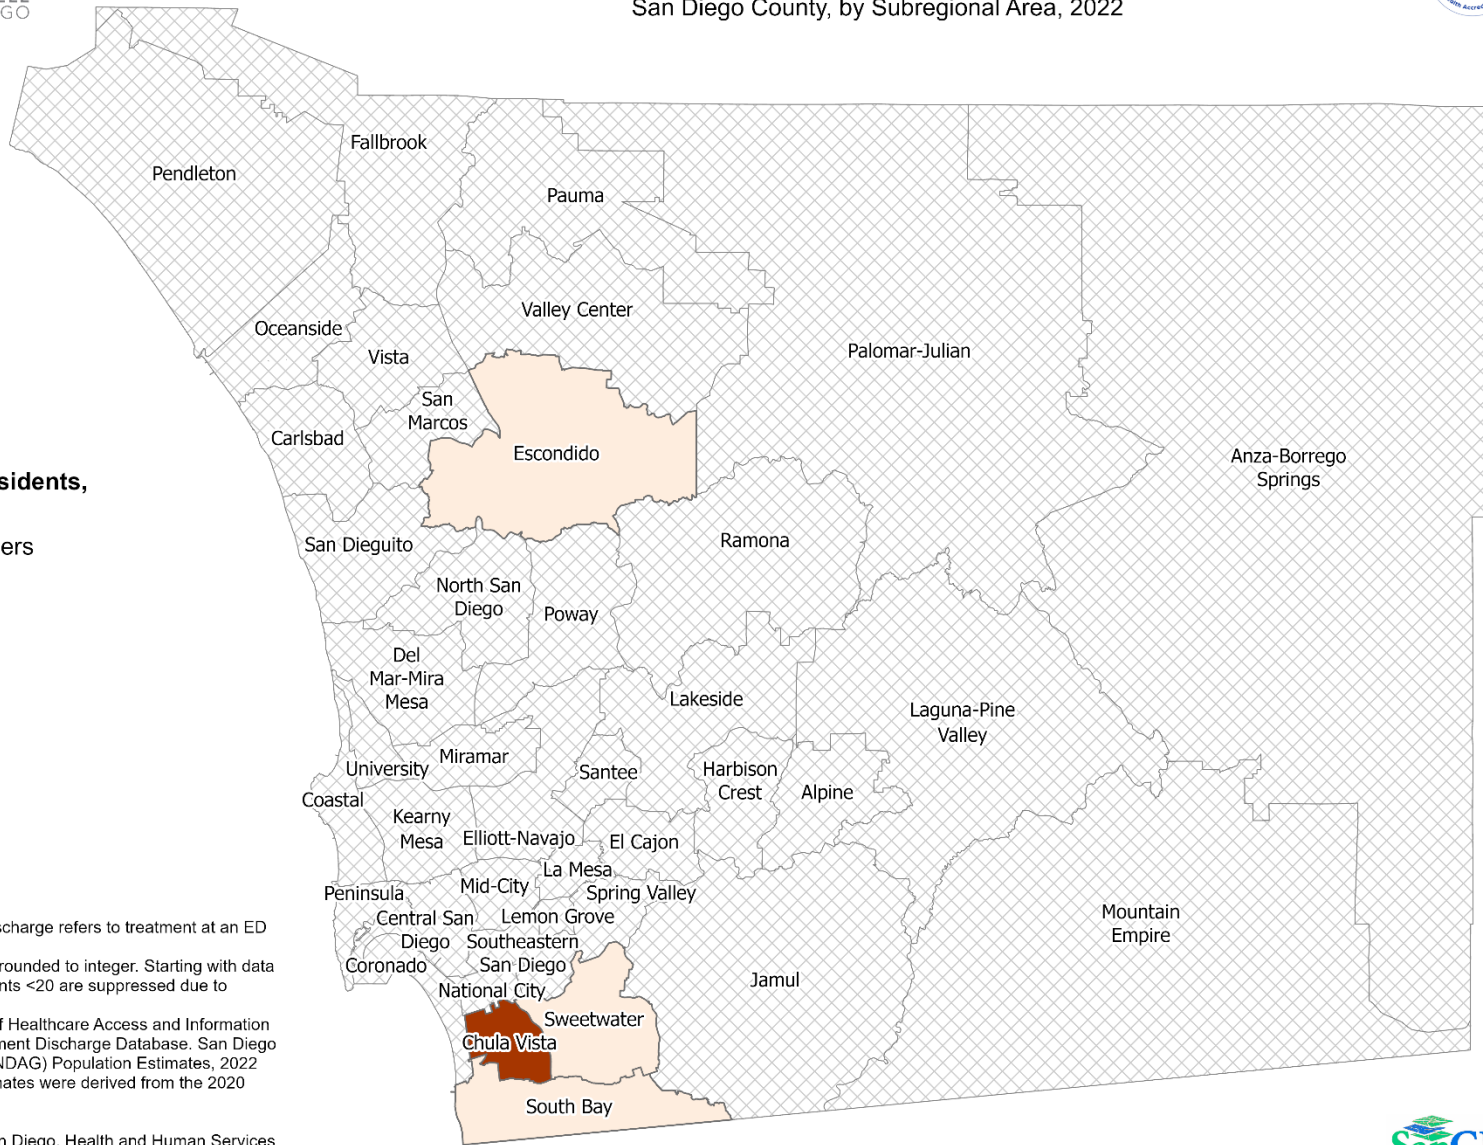 GO
San Diego County, by Subregional Area, 2022
Fallbrook
Pendleton
Pauma
Valley Center
Oceanside
Vista
Palomar-Julian
San
Marcos
Carlsbad
Escondido
Anza-Borrego
Springs
sidents,
ers
San Dieguito
Ramona
North San
Diego
Poway
Del
Mar-Mira
Mesa
Lakeside
Laguna-Pine
Valley
Miramar
University
Santee
Harbison
Crest
Alpine
Coastal
Kearny
Mesa
Elliott-Navajo
El Cajon
La Mesa
Mid-City
Peninsula
Spring Valley
Central San
Diego
Lemon Grove
Mountain
Empire
Southeastern
San Diego
Coronado
Jamul
National City
Sweetwater
Chula Vista
South Bay
scharge refers to treatment at an ED
rounded to integer. Starting with data
nts <20 are suppressed due to
f Healthcare Access and Information
ment Discharge Database. San Diego
NDAG) Population Estimates, 2022
mates were derived from the 2020
n Diego, Health and Human Services